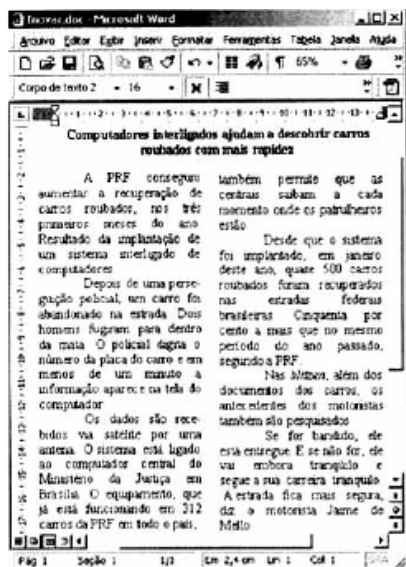 Inovar.doc - Microsoft Word
Arquivo Editar Exibir Inserir Formatar Ferramentas Tabela Janela Ajuda
65%
Corpo de texto 2 16
Computadores interligados ajudam a descobrir carros
roubados com mais rapidez
A PRF conseguiu
aumentar a recuperação de
carros roubados, nos três
primeiros meses do ano.
Resultado da implantação de
um sistema interligado de
computadores
Depois de uma perse-
guição policial, um carro foi
abandonado na estrada. Dois
homens fugiram para dentro
da mata. O policial digita o
número da placa do carro e em
menos de um minuto a
informação aparece na tela do
computador
Os dados são rece-
bidos via satélite por uma
antena. O sistema está ligado
ao computador central do
Ministério da Justiça em
Brasília. O equipamento, que
já está funcionando em 312
carros da PRF em todo o país,
também permite que as
centrais saibam a cada
momento onde os patrulheiros
estão
Desde que o sistema
foi implantado, em janeiro
deste ano, quase 500 carros
roubados foram recuperados
nas estradas federais
brasileiras Cinquenta por
cento a mais que no mesmo
período do ano passado,
segundo a PRF.
Nas blitzen, além dos
documentos dos carros, os
antecedentes dos motoristas
também são pesquisados
Se for bandido, ele
está entregue. E se não for, ele
vai embora tranqüilo e
segue a sua carreira tranquilo
A estrada fica mais segura,
diz o motorista Jaime de
Mello
Pág 1 Seção 1 1/1 Em 2,4 cm Lin 1 Col 1 GRA